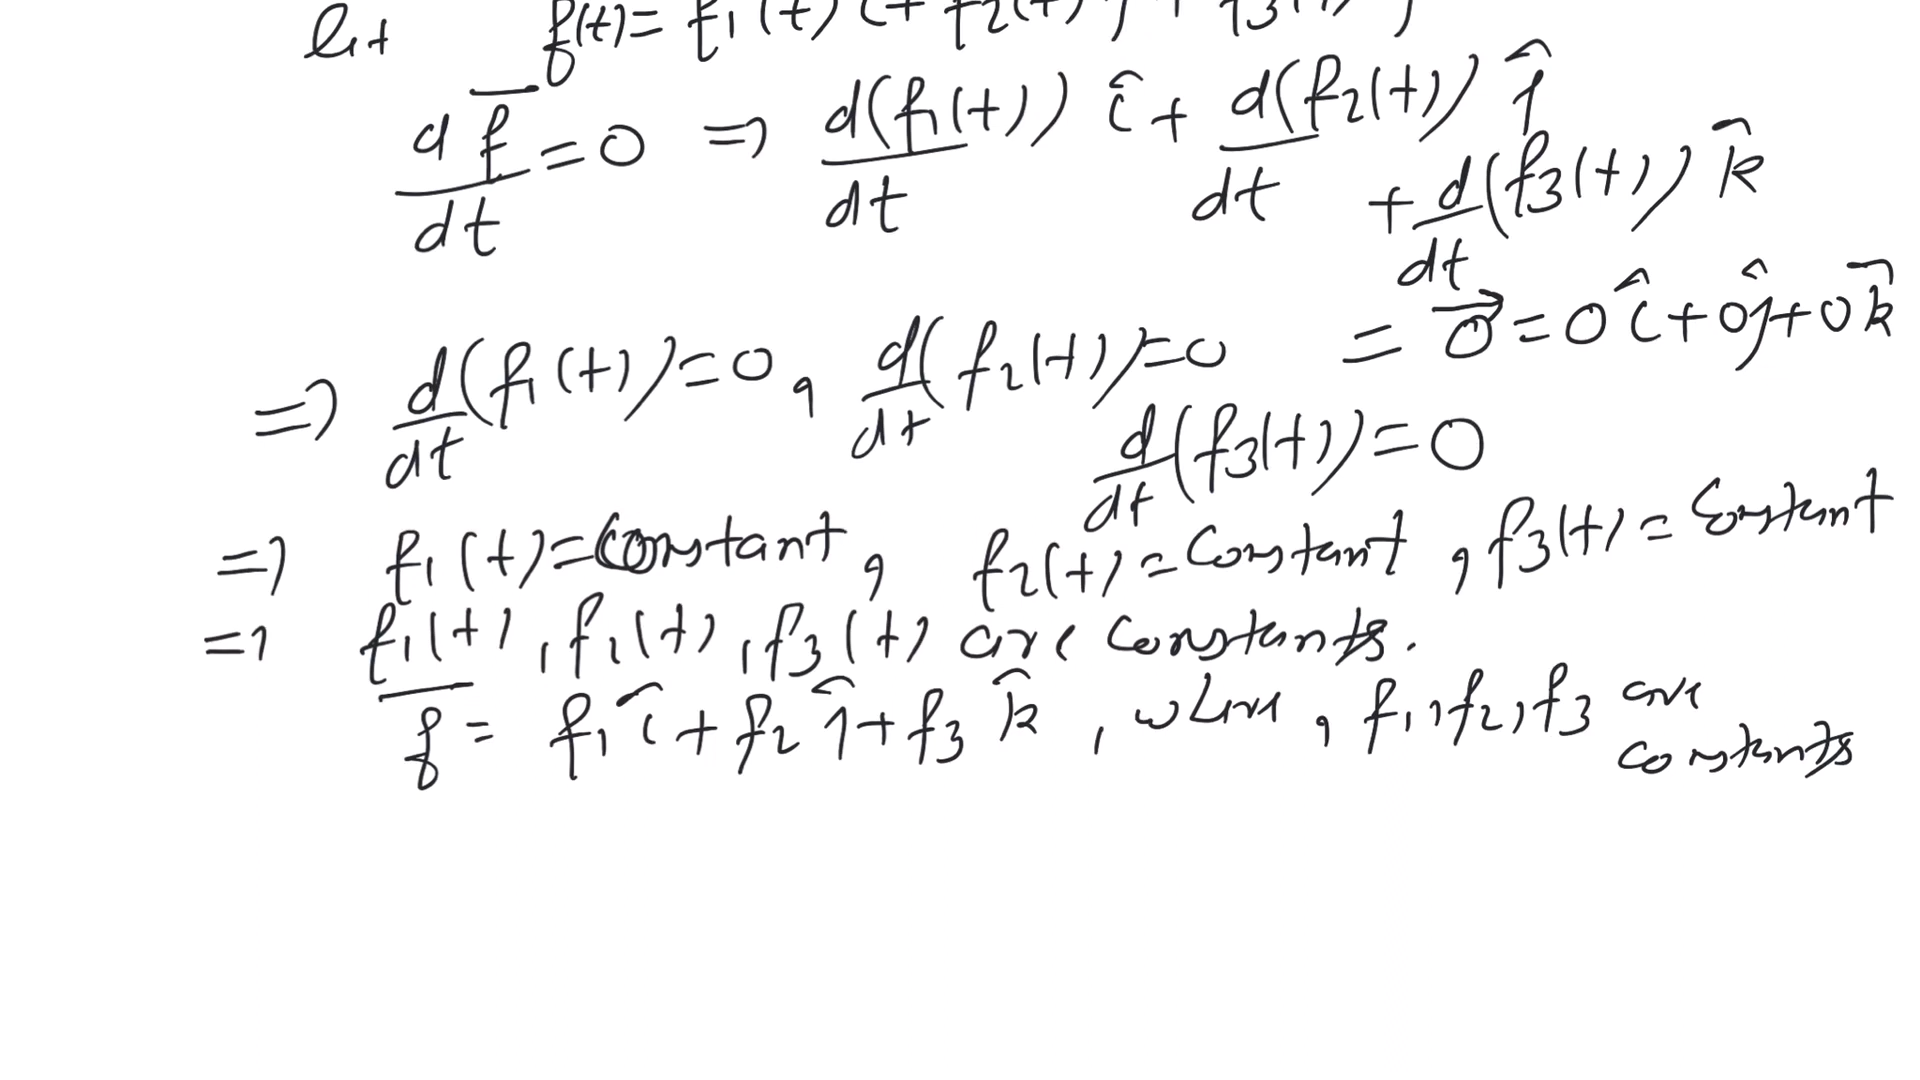 let f(t) = f1(t) i + f2(t) j + f3(t)
df̄/dt = 0 => d(f1(t))/dt î + d(f2(t))/dt ĵ
+ d/dt (f3(t)) k̂
= 0⃗ = 0î + 0ĵ + 0k̂
=> d/dt (f1(t)) = 0, d/dt (f2(t)) = 0
d/dt (f3(t)) = 0
=> f1(t) = Constant, f2(t) = Constant, f3(t) = Constant
=> f1(t), f2(t), f3(t) are constants.
f̄ = f1 î + f2 ĵ + f3 k̂, where, f1, f2, f3 are
constants